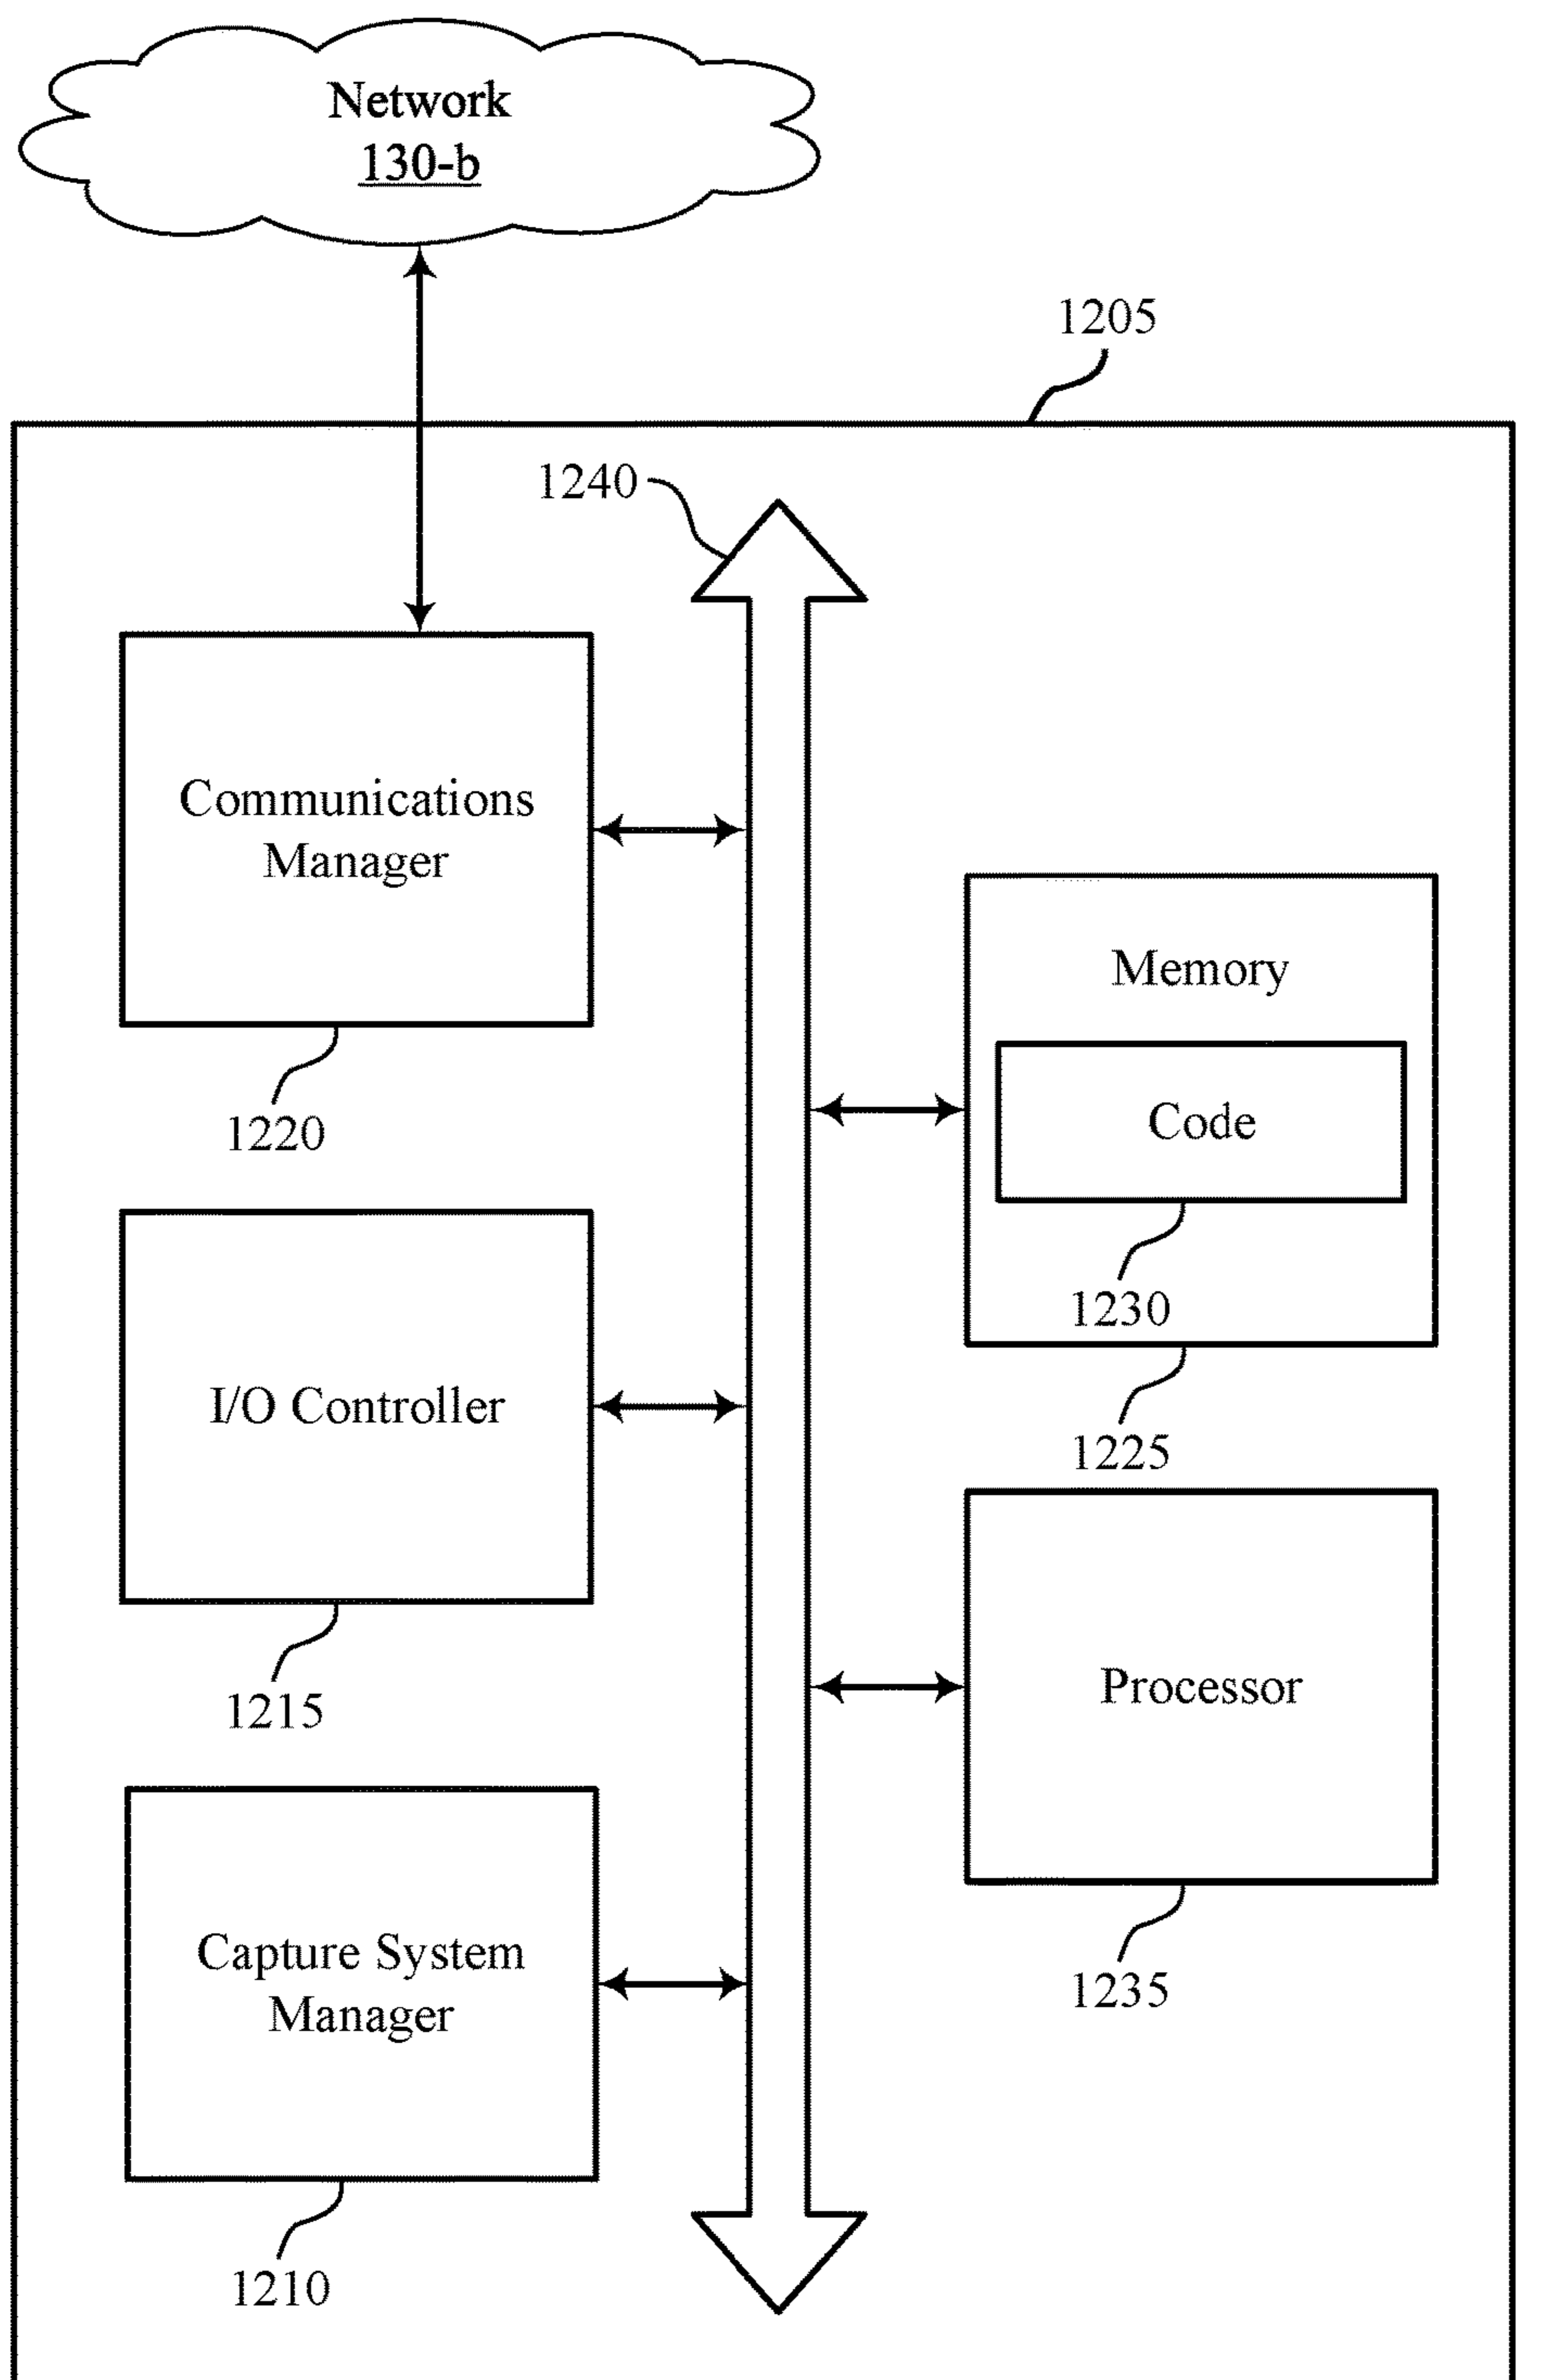 Network
130-b
1205
1240
Communications
Manager
1220
Memory
Code
1230
1225
I/O Controller
1215
Processor
1235
Capture System
Manager
1210